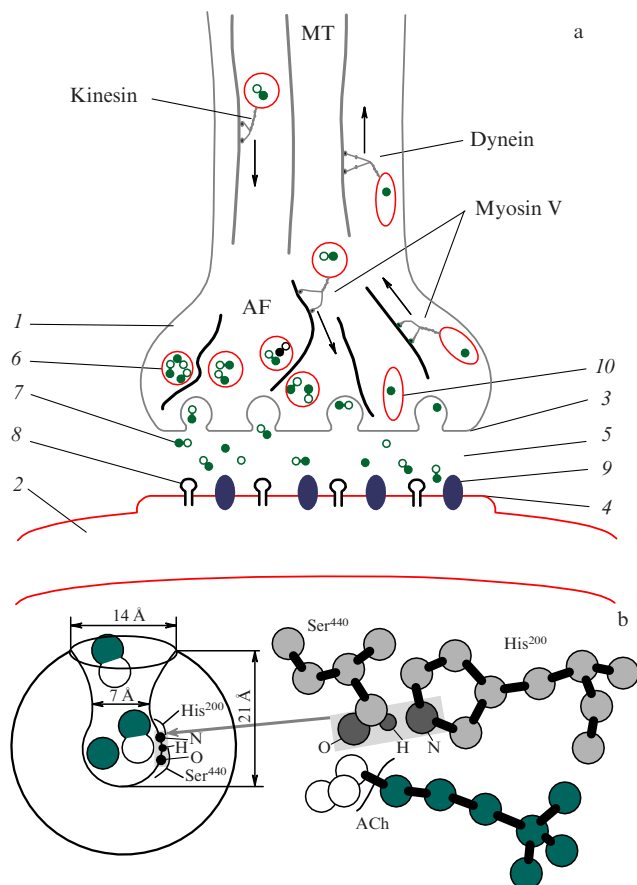 MT
a
Kinesin
Dynein
Myosin V
AF
1
6
10
7
3
5
8
9
4
2
b
14 Å
Ser⁴⁴⁰
His²⁰⁰
7 Å
21 Å
His²⁰⁰
N
H
O
Ser⁴⁴⁰
O
H
N
ACh